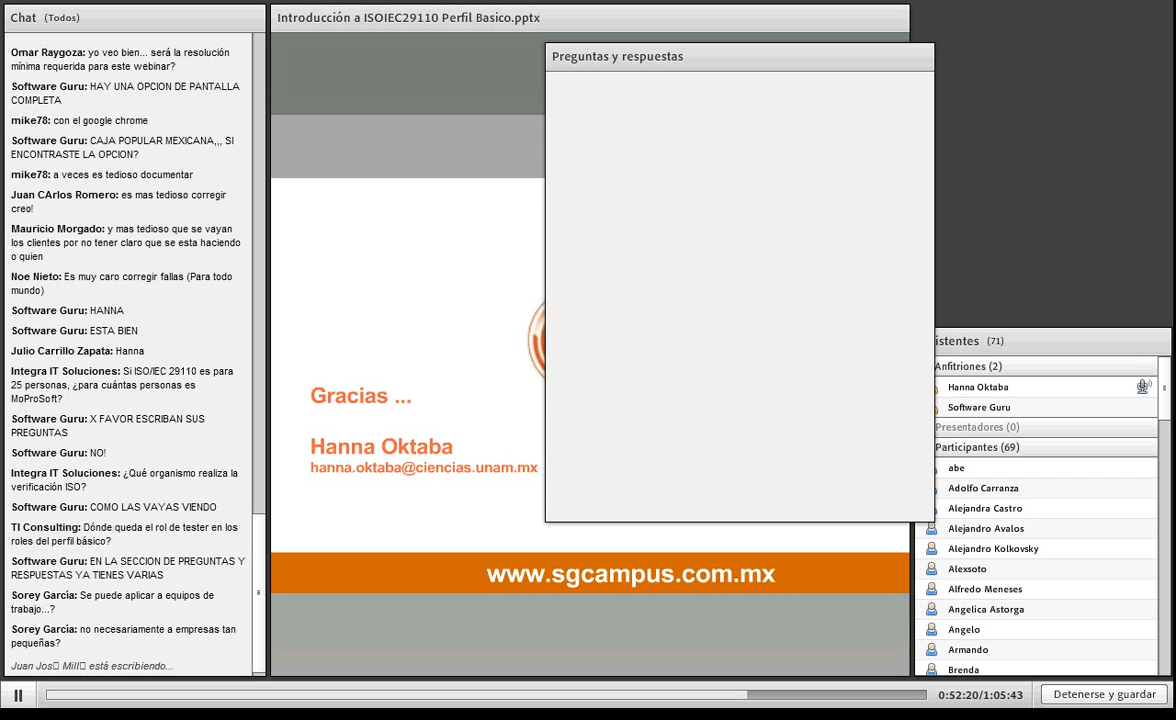 Chat (Todos)
Omar Raygoza: yo veo bien... será la resolución
mínima requerida para este webinar?
Software Guru: HAY UNA OPCION DE PANTALLA
COMPLETA
mike78: con el google chrome
Software Guru: CAJA POPULAR MEXICANA,,, SI
ENCONTRASTE LA OPCION?
mike78: a veces es tedioso documentar
Juan CArlos Romero: es mas tedioso corregir
creo!
Mauricio Morgado: y mas tedioso que se vayan
los clientes por no tener claro que se esta haciendo
o quien
Noe Nieto: Es muy caro corregir fallas (Para todo
mundo)
Software Guru: HANNA
Software Guru: ESTA BIEN
Julio Carrillo Zapata: Hanna
Integra IT Soluciones: Si ISO/IEC 29110 es para
25 personas, ¿para cuántas personas es
MoProSoft?
Software Guru: X FAVOR ESCRIBAN SUS
PREGUNTAS
Software Guru: NO!
Integra IT Soluciones: ¿Qué organismo realiza la
verificación ISO?
Software Guru: COMO LAS VAYAS VIENDO
TI Consulting: Dónde queda el rol de tester en los
roles del perfil básico?
Software Guru: EN LA SECCION DE PREGUNTAS Y
RESPUESTAS YA TIENES VARIAS
Sorey García: Se puede aplicar a equipos de
trabajo...?
Sorey García: no necesariamente a empresas tan
pequeñas?
Juan Jos□ Mill□ está escribiendo...
Introducción a ISOIEC29110 Perfil Basico.pptx
Preguntas y respuestas
Gracias ...
Hanna Oktaba
hanna.oktaba@ciencias.unam.mx
www.sgcampus.com.mx
istentes (71)
Anfitriones (2)
Hanna Oktaba
Software Guru
Presentadores (0)
Participantes (69)
abe
Adolfo Carranza
Alejandra Castro
Alejandro Avalos
Alejandro Kolkovsky
Alexsoto
Alfredo Meneses
Angelica Astorga
Angelo
Armando
Brenda
0:52:20/1:05:43
Detenerse y guardar